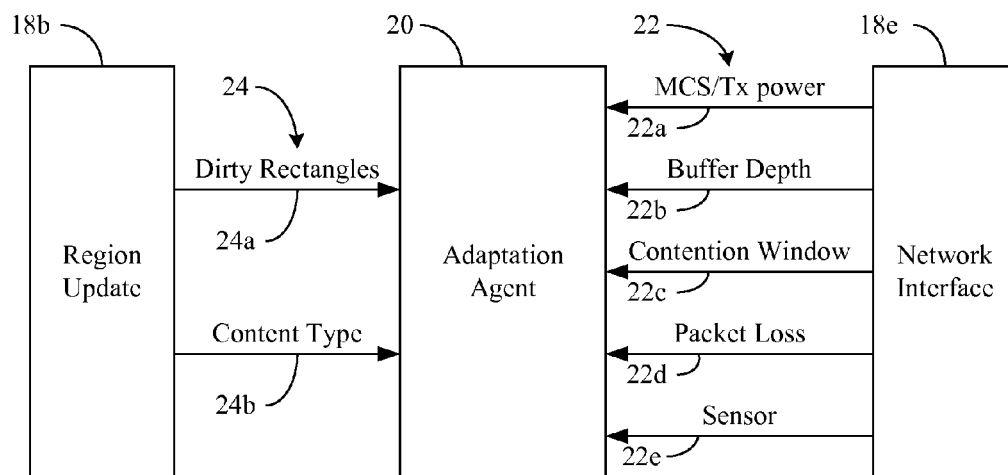 18b
20
22
18e
24
MCS/Tx power
22a
Dirty Rectangles
24a
Buffer Depth
22b
Region
Update
Adaptation
Agent
Contention Window
22c
Network
Interface
Content Type
24b
Packet Loss
22d
Sensor
22e